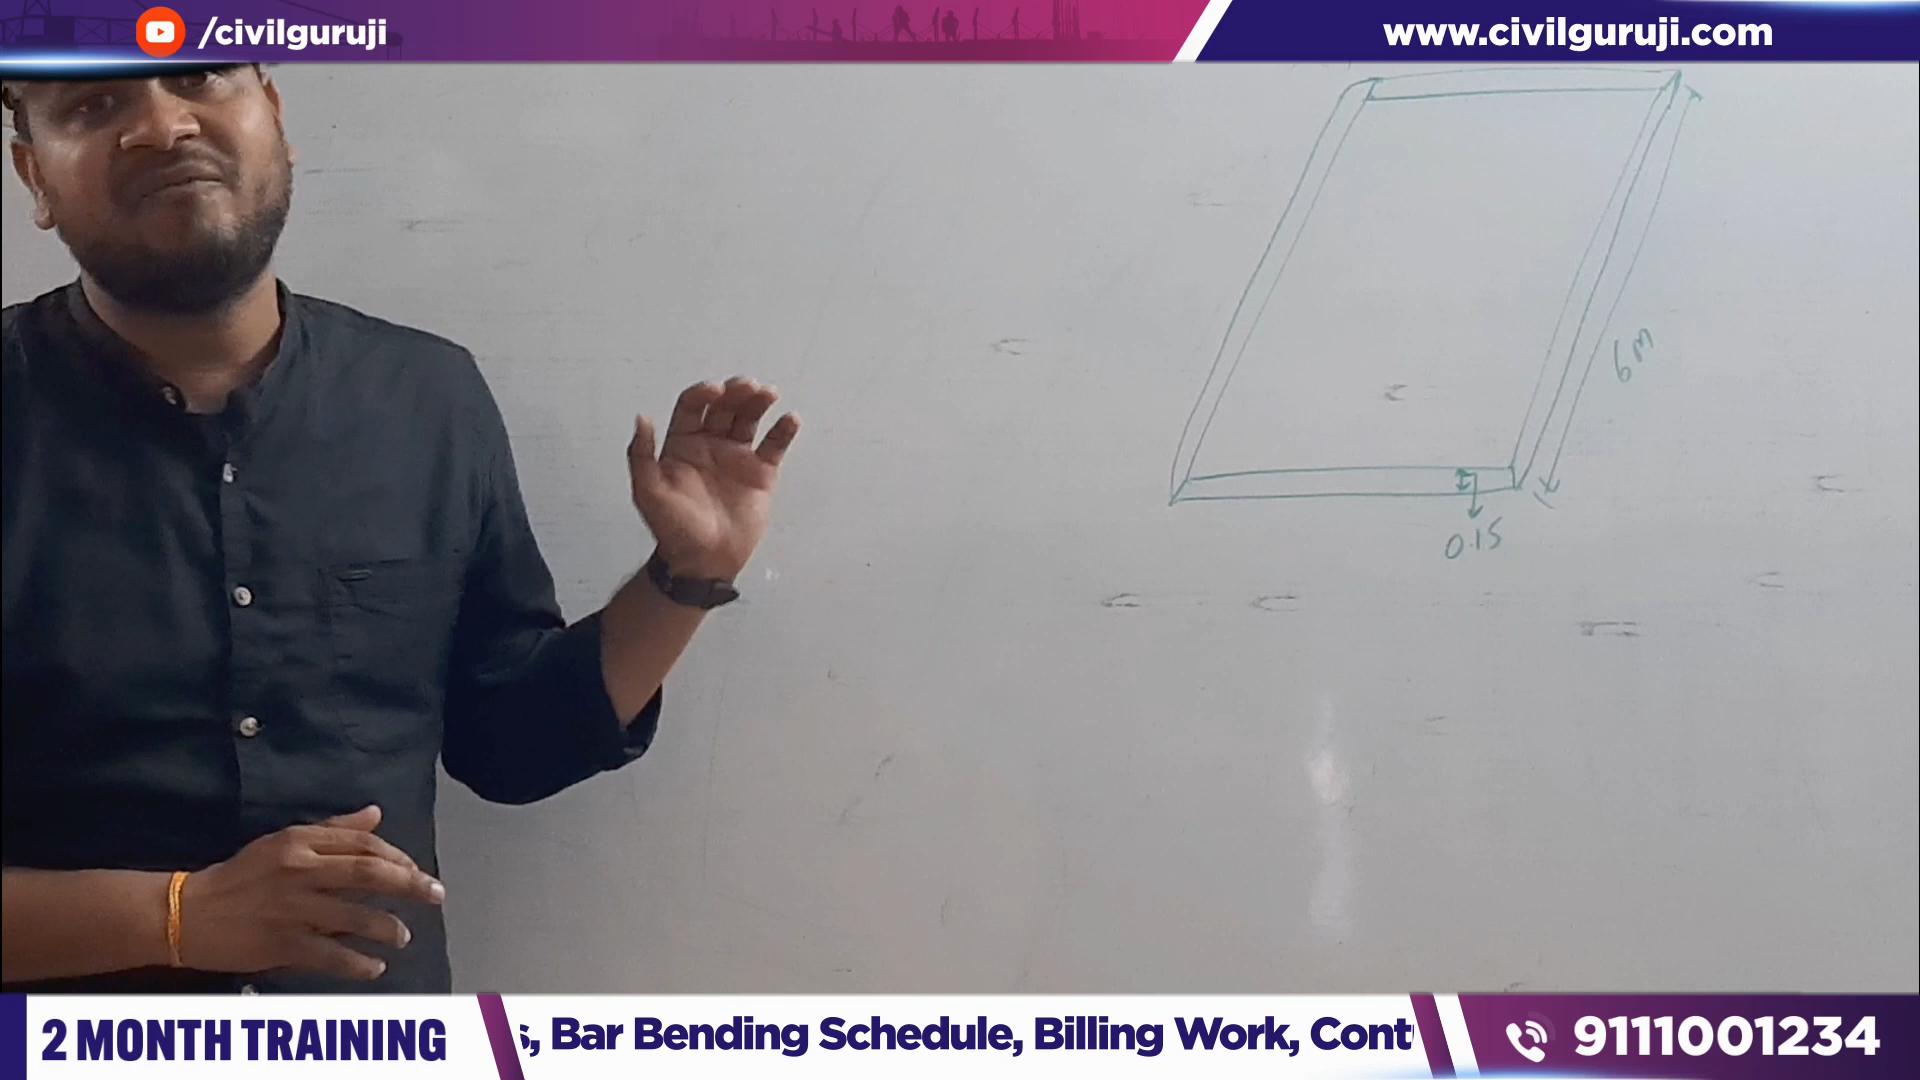 /civilguruji
www.civilguruji.com
6m
0.15
2 MONTH TRAINING
s, Bar Bending Schedule, Billing Work, Cont
9111001234